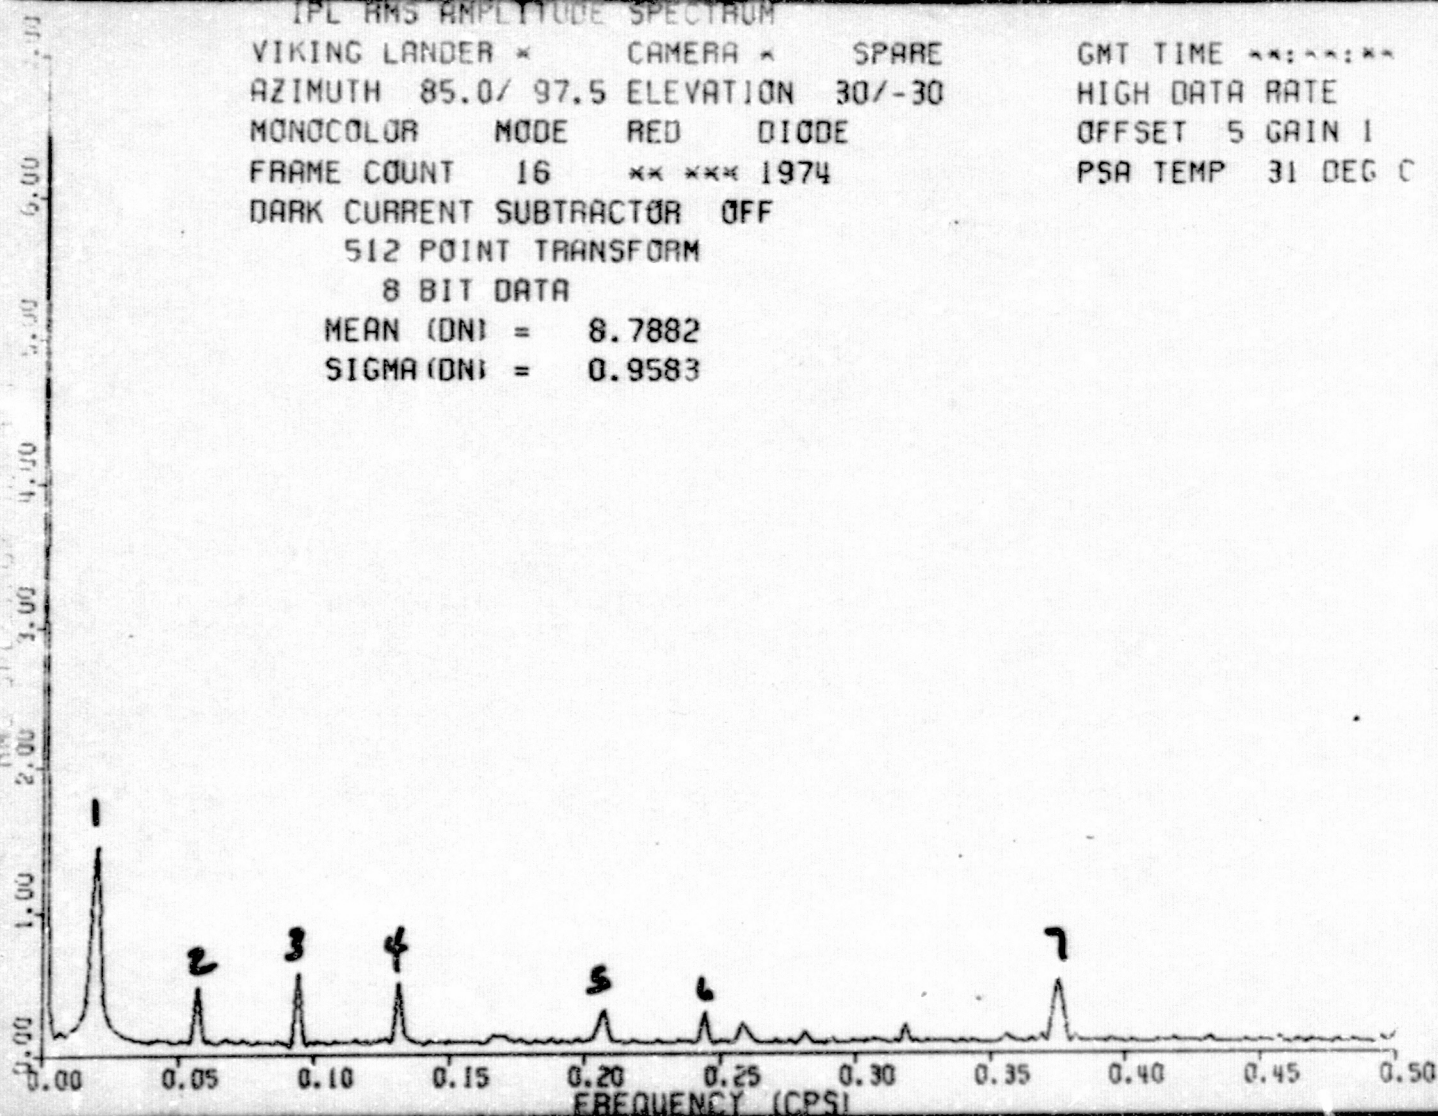 IPL RMS AMPLITUDE SPECTRUM
VIKING LANDER * CAMERA * SPARE GMT TIME **:**:**
AZIMUTH 85.0/ 97.5 ELEVATION 30/-30 HIGH DATA RATE
MONOCOLOR MODE RED DIODE OFFSET 5 GAIN 1
FRAME COUNT 16 ** *** 1974 PSA TEMP 31 DEG C
DARK CURRENT SUBTRACTOR OFF
512 POINT TRANSFORM
8 BIT DATA
MEAN (DN) = 8.7882
SIGMA (DN) = 0.9583
6.00
5.00
4.00
3.00
2.00
1.00
0.00
1
2
3
4
5
6
7
0.00 0.05 0.10 0.15 0.20 0.25 0.30 0.35 0.40 0.45 0.50
FREQUENCY (CPS)